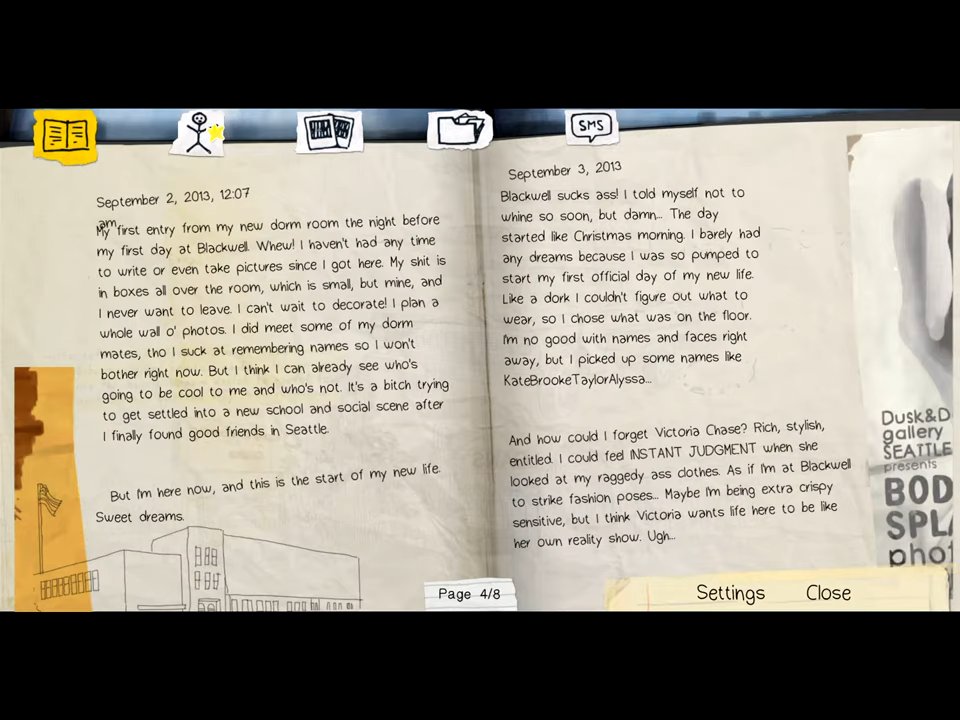 SMS
September 2, 2013, 12:07
am
My first entry from my new dorm room the night before
my first day at Blackwell. Whew! I haven't had any time
to write or even take pictures since I got here. My shit is
in boxes all over the room, which is small, but mine, and
I never want to leave. I can't wait to decorate! I plan a
whole wall o' photos. I did meet some of my dorm
mates, tho I suck at remembering names so I won't
bother right now. But I think I can already see who's
going to be cool to me and who's not. It's a bitch trying
to get settled into a new school and social scene after
I finally found good friends in Seattle.
But I'm here now, and this is the start of my new life.
Sweet dreams.
September 3, 2013
Blackwell sucks ass! I told myself not to
whine so soon, but damn... The day
started like Christmas morning. I barely had
any dreams because I was so pumped to
start my first official day of my new life.
Like a dork I couldn't figure out what to
wear, so I chose what was on the floor.
I'm no good with names and faces right
away, but I picked up some names like
KateBrookeTaylorAlyssa...
And how could I forget Victoria Chase? Rich, stylish,
entitled. I could feel INSTANT JUDGMENT when she
looked at my raggedy ass clothes. As if I'm at Blackwell
to strike fashion poses... Maybe I'm being extra crispy
sensitive, but I think Victoria wants life here to be like
her own reality show. Ugh...
Dusk&D
gallery
SEATTLE
presents
BOD
SPL
phot
Page 4/8
Settings Close